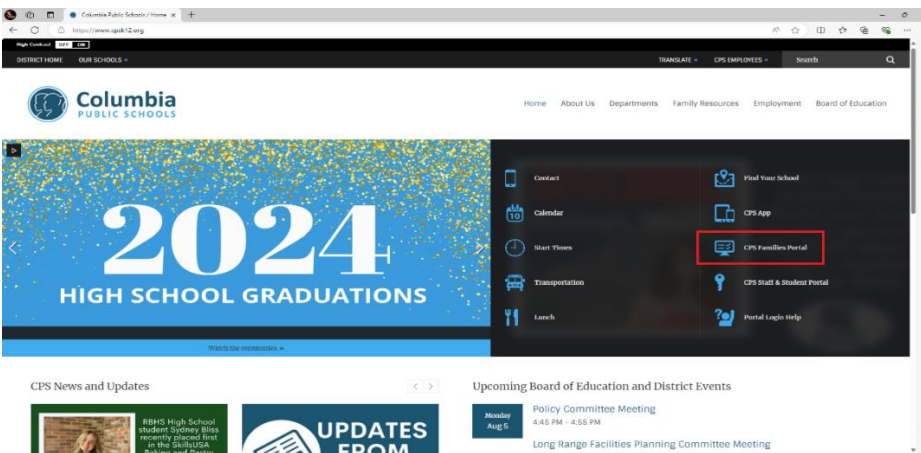 Columbia Public Schools / Home
https://www.cpsk12.org
High Contrast OFF ON
DISTRICT HOME OUR SCHOOLS
TRANSLATE CPS EMPLOYEES Search
Columbia
PUBLIC SCHOOLS
Home About Us Departments Family Resources Employment Board of Education
2024
HIGH SCHOOL GRADUATIONS
Watch the ceremonies. »
Contact
Find Your School
10
Calendar
CPS App
Start Times
CPS Families Portal
Transportation
CPS Staff & Student Portal
Lunch
Portal Login Help
CPS News and Updates
RBHS High School
student Sydney Bliss
recently placed first
in the SkillsUSA
Baking and Pastry
UPDATES
FROM
Upcoming Board of Education and District Events
Monday
Aug 5
Policy Committee Meeting
4:45 PM - 4:55 PM
Long Range Facilities Planning Committee Meeting